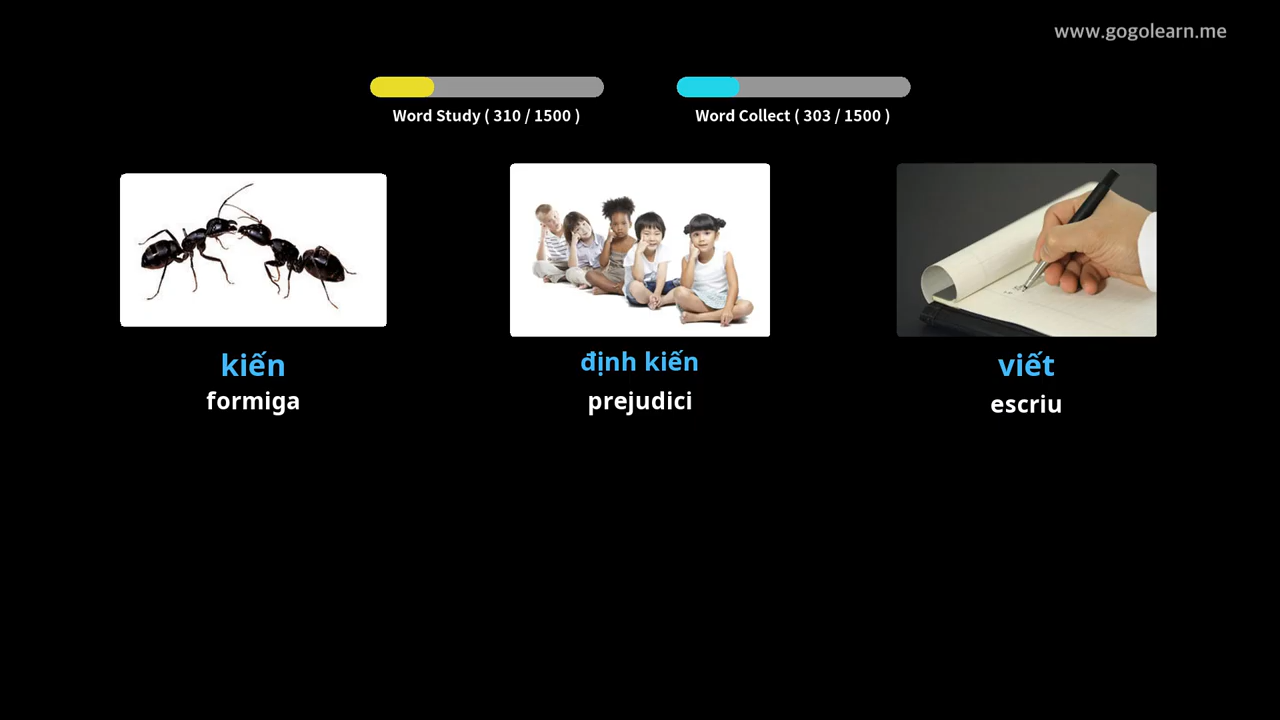 www.gogolearn.me
Word Study ( 310 / 1500 )
Word Collect ( 303 / 1500 )
kiến
formiga
định kiến
prejudici
viết
escriu